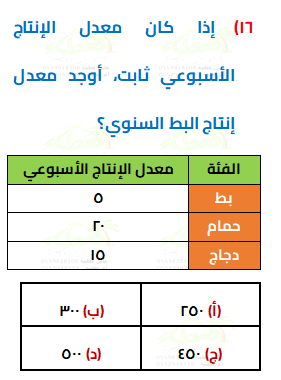 ١٦) إذا كان معدل الإنتاج
الأسبوعي ثابت، أوجد معدل
إنتاج البط السنوي؟
الفئة معدل الإنتاج الأسبوعي
بط ٥
حمام ٢٠
دجاج ١٥
(أ) ٢٥٠ (ب) ٣٠٠
(ج) ٤٥٠ (د) ٥٠٠